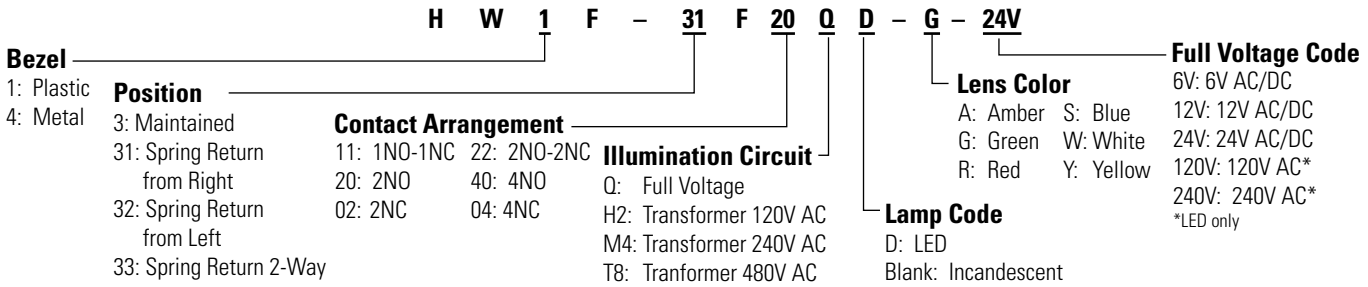 H W 1 F – 31 F 20 Q D – G – 24V
Bezel
1: Plastic
4: Metal
Position
3: Maintained
31: Spring Return
from Right
32: Spring Return
from Left
33: Spring Return 2-Way
Contact Arrangement
11: 1NO-1NC 22: 2NO-2NC
20: 2NO 40: 4NO
02: 2NC 04: 4NC
Illumination Circuit
Q: Full Voltage
H2: Transformer 120V AC
M4: Transformer 240V AC
T8: Tranformer 480V AC
Lamp Code
D: LED
Blank: Incandescent
Lens Color
A: Amber S: Blue
G: Green W: White
R: Red Y: Yellow
Full Voltage Code
6V: 6V AC/DC
12V: 12V AC/DC
24V: 24V AC/DC
120V: 120V AC*
240V: 240V AC*
*LED only